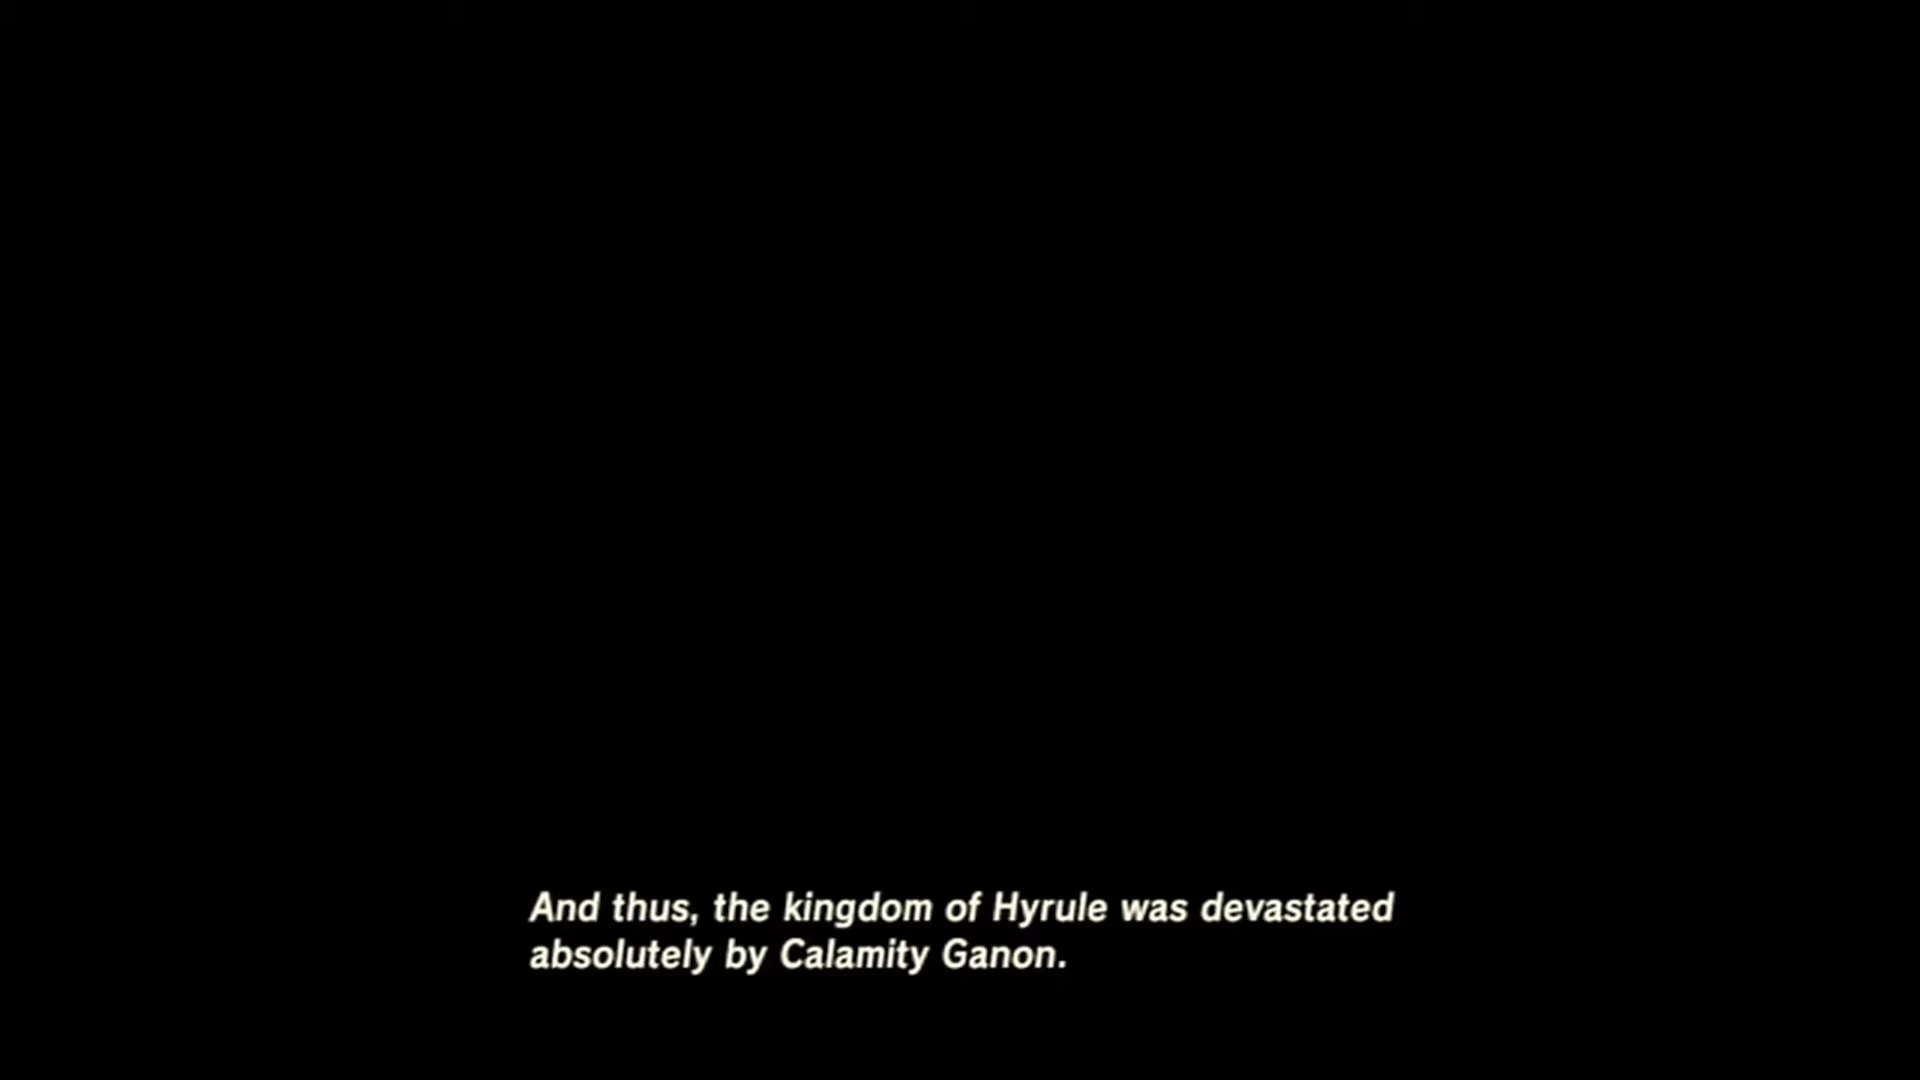 And thus, the kingdom of Hyrule was devastated
absolutely by Calamity Ganon.